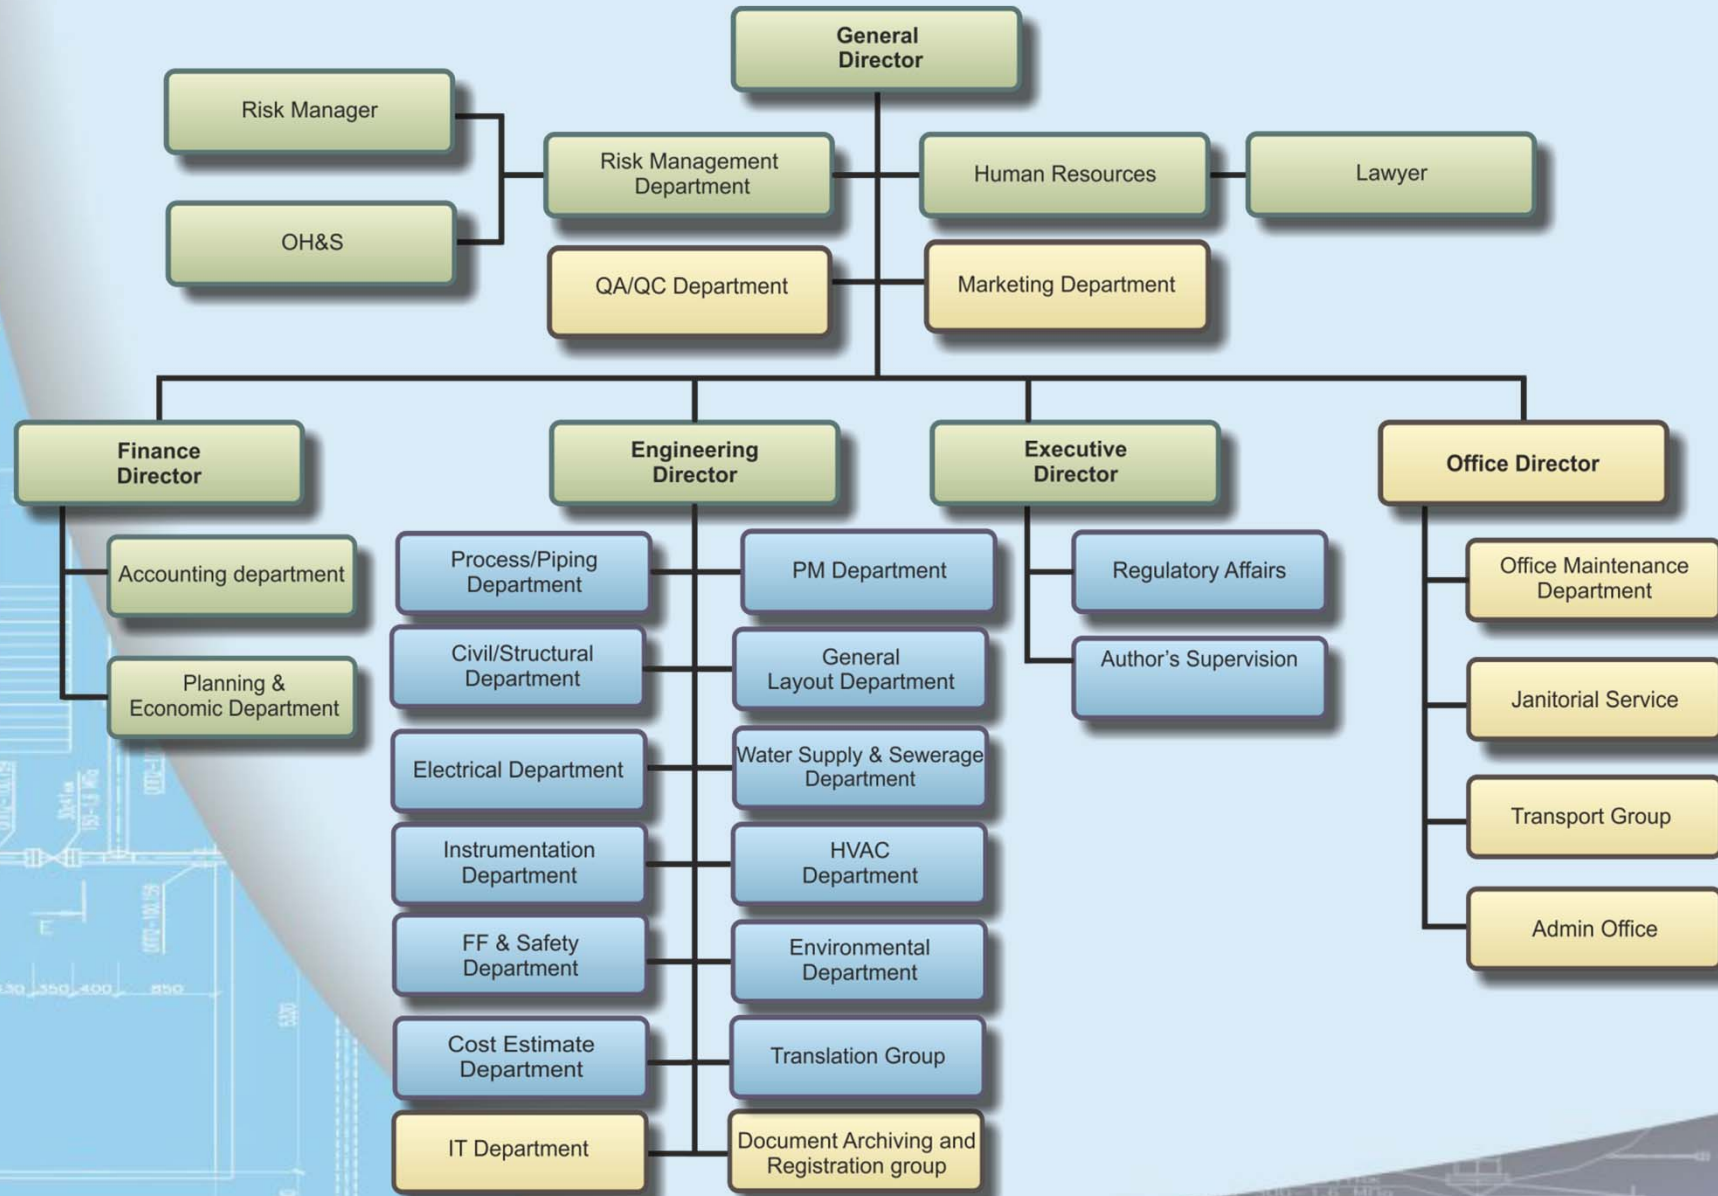 General
Director
Risk Manager
Risk Management
Department
Human Resources
Lawyer
OH&S
QA/QC Department
Marketing Department
Finance
Director
Engineering
Director
Executive
Director
Office Director
Accounting department
Planning &
Economic Department
Process/Piping
Department
PM Department
Civil/Structural
Department
General
Layout Department
Electrical Department
Water Supply & Sewerage
Department
Instrumentation
Department
HVAC
Department
FF & Safety
Department
Environmental
Department
Cost Estimate
Department
Translation Group
IT Department
Document Archiving and
Registration group
Regulatory Affairs
Author's Supervision
Office Maintenance
Department
Janitorial Service
Transport Group
Admin Office
350
400
850
5320